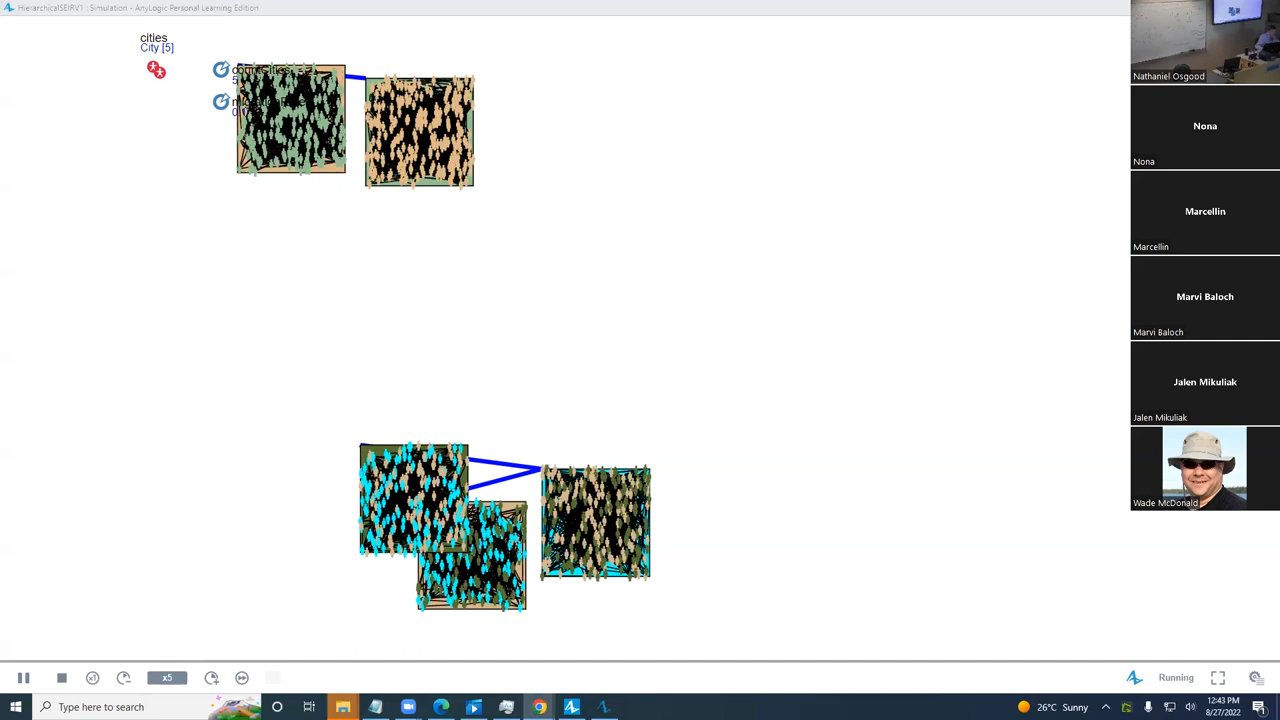 HierarchicalSEIRV1 : Simulation - AnyLogic Personal Learning Edition
cities
City [5]
Nathaniel Osgood
Nona
Nona
Marcellin
Marcellin
Marvi Baloch
Marvi Baloch
Jalen Mikuliak
Jalen Mikuliak
Wade McDonald
x1
x5
Running
Type here to search
26°C Sunny
12:43 PM
8/27/2022
1